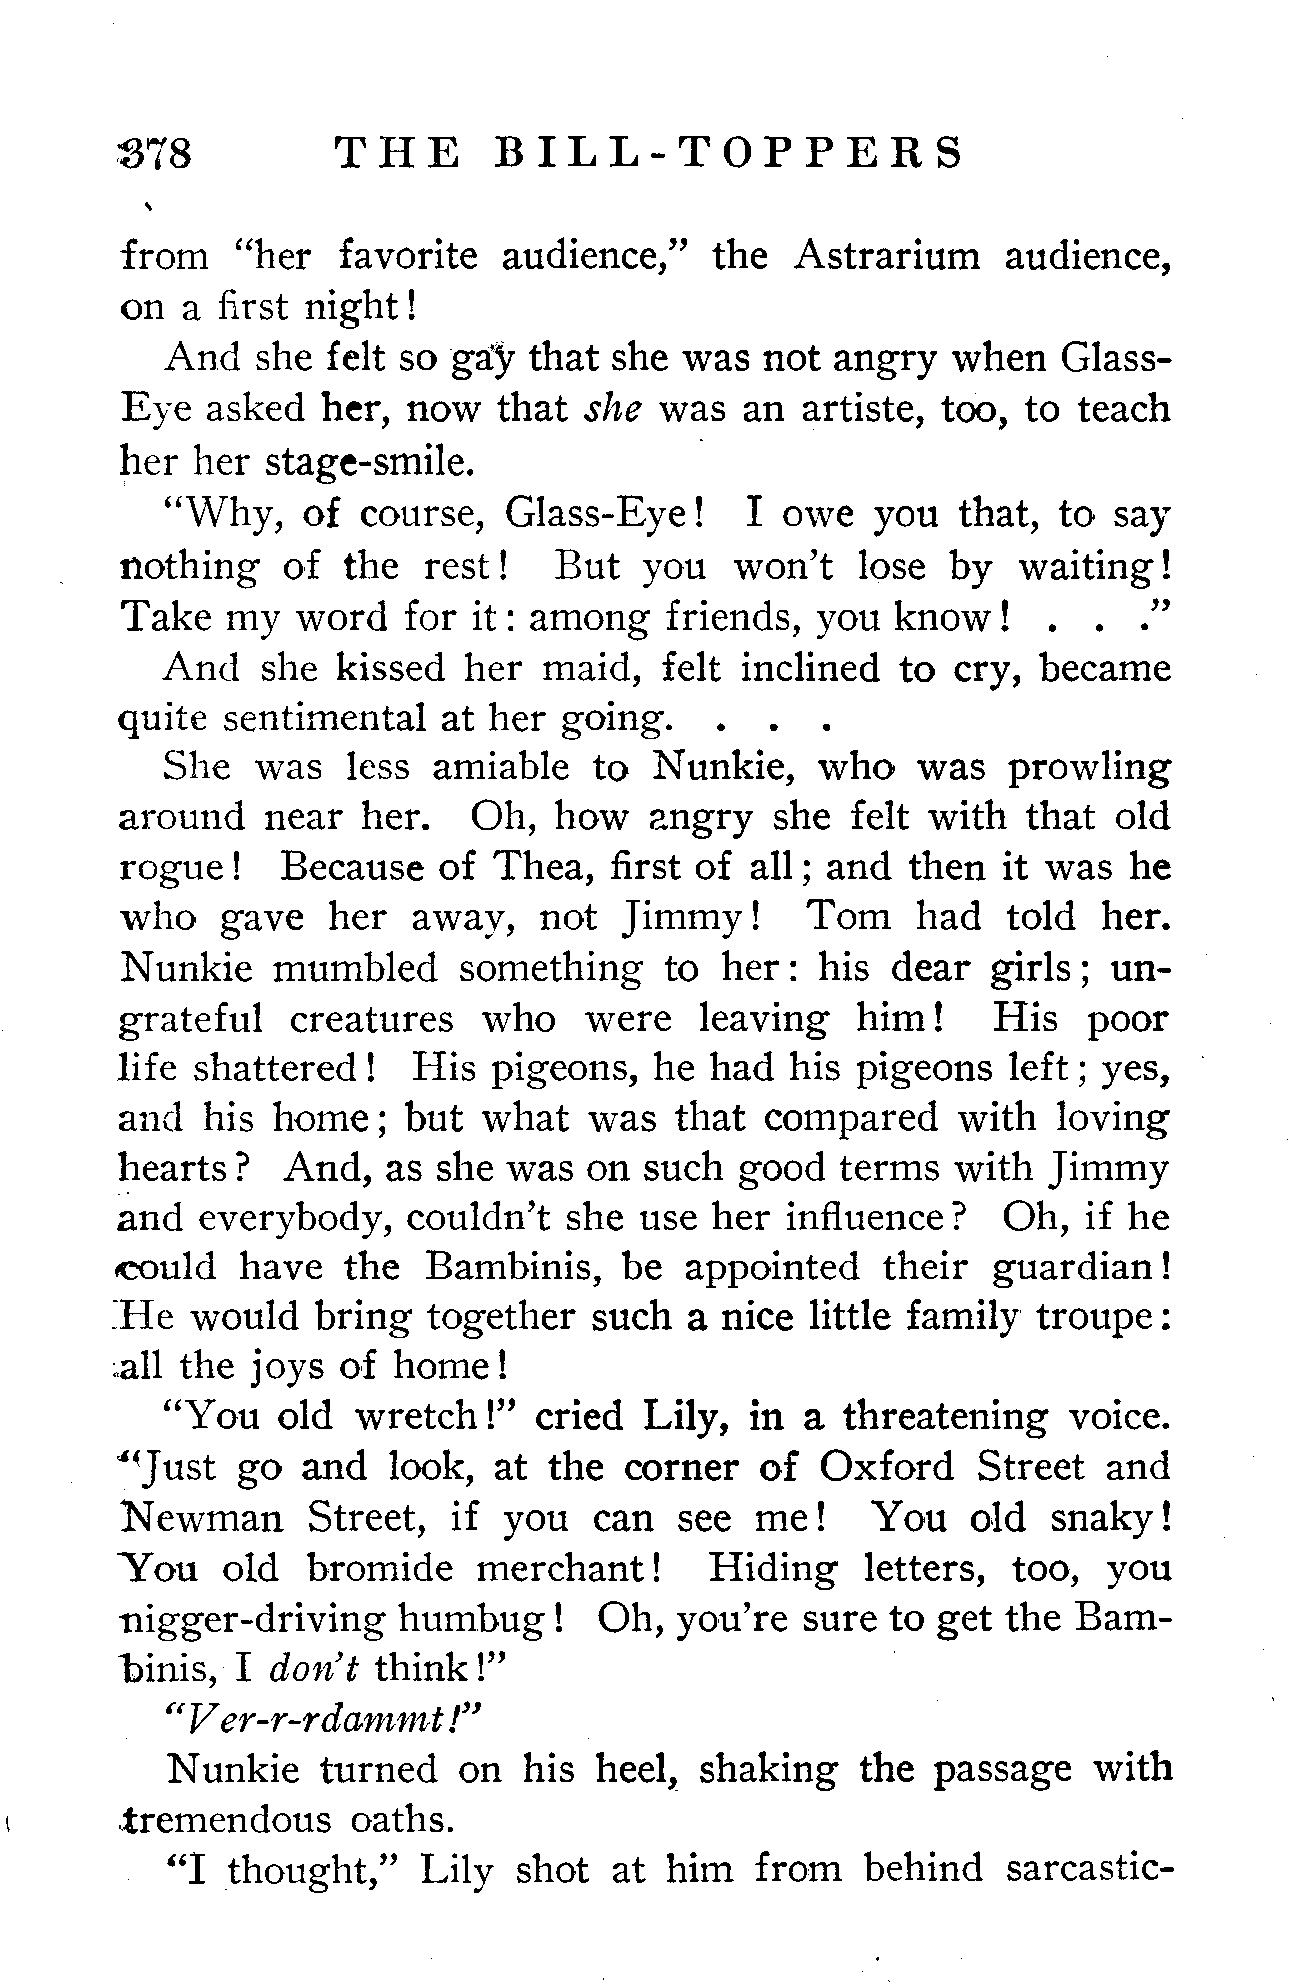 378 THE BILL-TOPPERS
from "her favorite audience," the Astrarium audience,
on a first night!
And she felt so gay that she was not angry when Glass-
Eye asked her, now that she was an artiste, too, to teach
her her stage-smile.
"Why, of course, Glass-Eye! I owe you that, to say
nothing of the rest! But you won't lose by waiting!
Take my word for it: among friends, you know! . . ."
And she kissed her maid, felt inclined to cry, became
quite sentimental at her going. . . .
She was less amiable to Nunkie, who was prowling
around near her. Oh, how angry she felt with that old
rogue! Because of Thea, first of all; and then it was he
who gave her away, not Jimmy! Tom had told her.
Nunkie mumbled something to her: his dear girls; un-
grateful creatures who were leaving him! His poor
life shattered! His pigeons, he had his pigeons left; yes,
and his home; but what was that compared with loving
hearts? And, as she was on such good terms with Jimmy
and everybody, couldn't she use her influence? Oh, if he
could have the Bambinis, be appointed their guardian!
He would bring together such a nice little family troupe:
all the joys of home!
"You old wretch!" cried Lily, in a threatening voice.
"Just go and look, at the corner of Oxford Street and
Newman Street, if you can see me! You old snaky!
You old bromide merchant! Hiding letters, too, you
nigger-driving humbug! Oh, you're sure to get the Bam-
binis, I don't think!"
"Ver-r-rdammt!"
Nunkie turned on his heel, shaking the passage with
tremendous oaths.
"I thought," Lily shot at him from behind sarcastic-